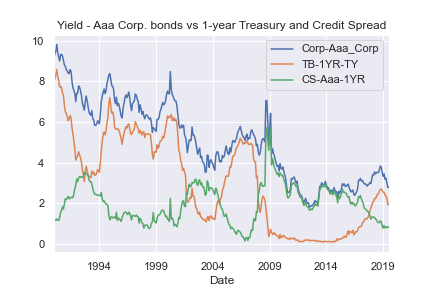 Yield - Aaa Corp. bonds vs 1-year Treasury and Credit Spread
Corp-Aaa_Corp
TB-1YR-TY
CS-Aaa-1YR
10
8
6
4
2
0
1994 1999 2004 2009 2014 2019
Date